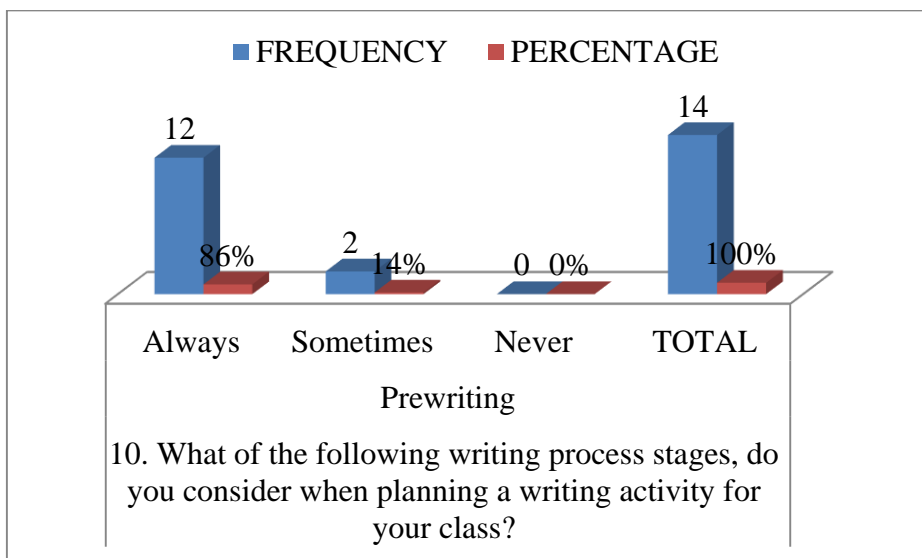 FREQUENCY PERCENTAGE
12 86% 2 14% 0 0% 14 100%
Always Sometimes Never TOTAL
Prewriting
10. What of the following writing process stages, do
you consider when planning a writing activity for
your class?